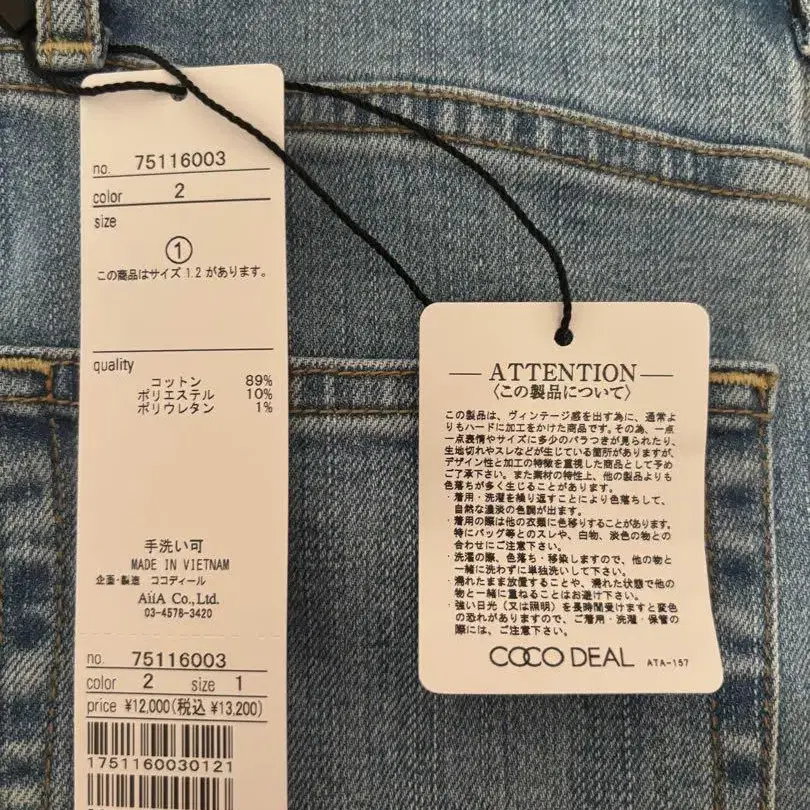 no. 75116003
color 2
size
①
この商品はサイズ 1.2 があります。
quality
コットン 89%
ポリエステル 10%
ポリウレタン 1%
手洗い可
MADE IN VIETNAM
企画・製造 ココディール
AiiA Co.,Ltd.
03-4578-3420
no. 75116003
color 2 size 1
price ¥12,000(税込 ¥13,200)
1751160030121
ATTENTION
〈この製品について〉
この製品は、ヴィンテージ感を出す為に、通常よ
りもハードに加工をかけた商品です。その為、一点
一点表情やサイズに多少のバラつきが見られたり、
生地切れやスレなどが生じている箇所がありますが、
デザイン性と加工の特徴を重視した商品として予め
ご了承下さい。また素材の特性上、他の製品よりも
色落ちが多く生じることがあります。
・着用・洗濯を繰り返すことにより色落ちして、
自然な濃淡の色調が出ます。
・着用の際は他の衣類に色移りすることがあります。
特にバッグ等とのスレや、白物、淡色の物との
合わせにご注意下さい。
・洗濯の際、色落ち・移染しますので、他の物と
一緒に洗わずに単独洗いして下さい。
・濡れたまま放置することや、濡れた状態で他の
物と一緒に重ねることはお避け下さい。
・強い日光（又は照明）を長時間受けますと変色
の恐れがありますので、ご着用・洗濯・保管の
際には、ご注意下さい。
COCO DEAL ATA-157